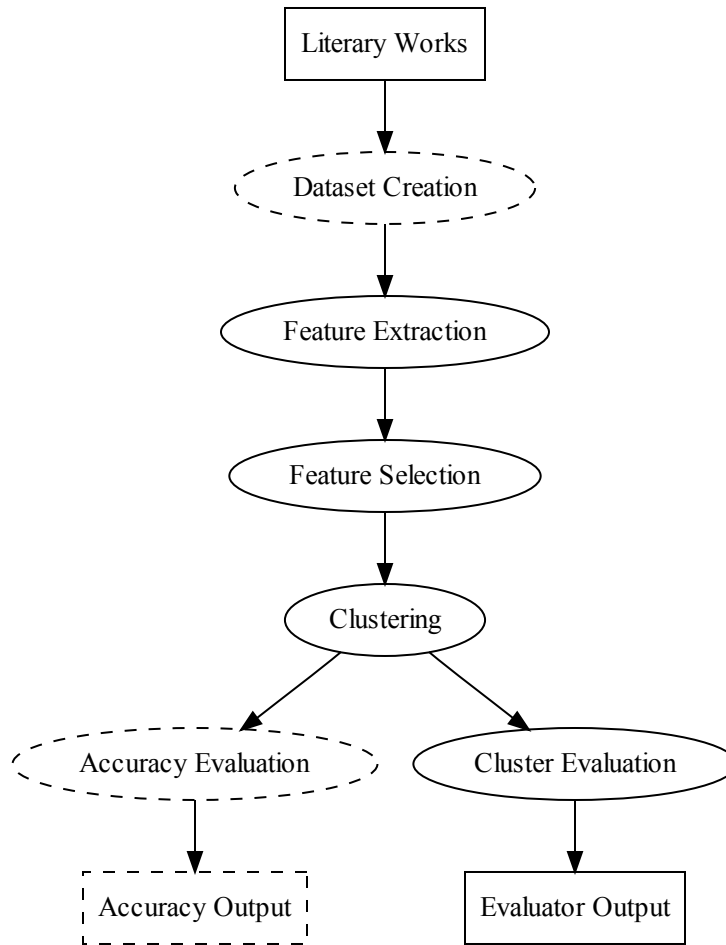 Literary Works
Dataset Creation
Feature Extraction
Feature Selection
Clustering
Accuracy Evaluation
Cluster Evaluation
Accuracy Output
Evaluator Output